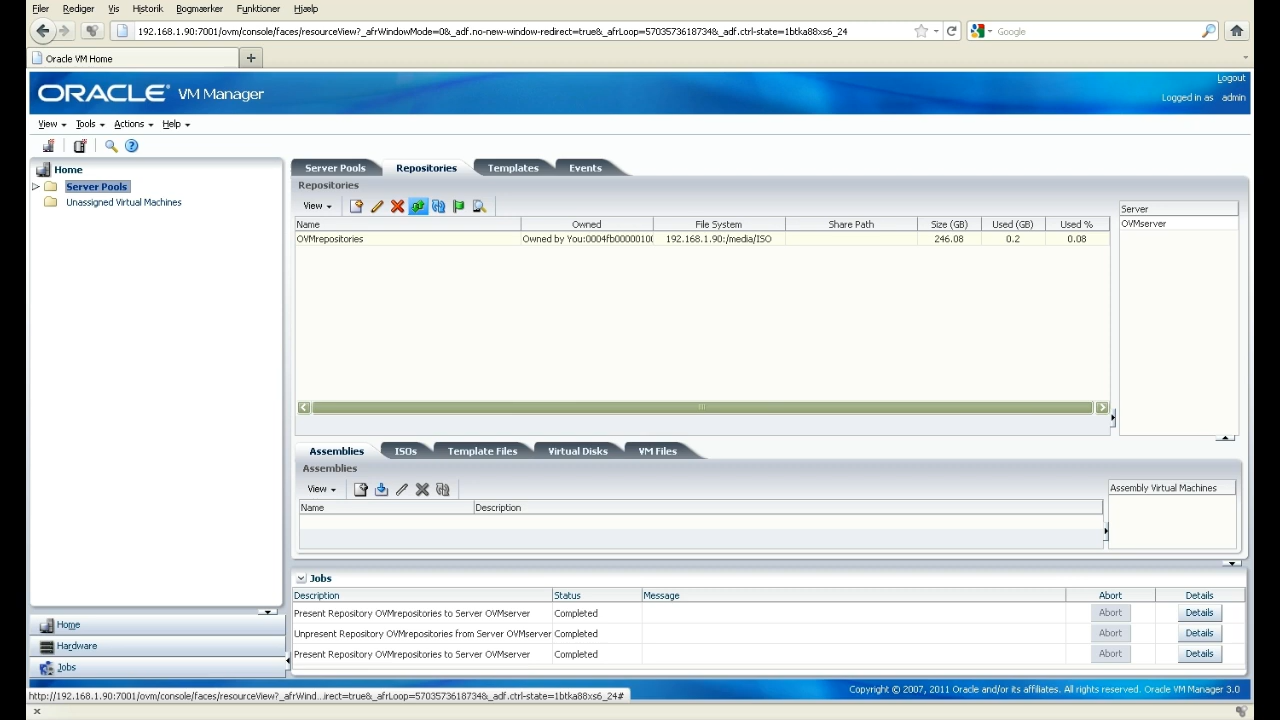 Filer Rediger Vis Historik Bogmærker Funktioner Hjælp
192.168.1.90:7001/ovm/console/faces/resourceView?_afrWindowMode=0&_adf.no-new-window-redirect=true&_afrLoop=5703573618734&_adf.ctrl-state=1btka88xs6_24 Google
Oracle VM Home
Logout
ORACLE VM Manager
Logged in as admin
View Tools Actions Help
Home
Server Pools
Unassigned Virtual Machines
Server Pools Repositories Templates Events
Repositories
View
Name Owned File System Share Path Size (GB) Used (GB) Used %
OVMrepositories Owned by You:0004fb00000100 192.168.1.90:/media/ISO 246.08 0.2 0.08
Server
OVMserver
Assemblies ISOs Template Files Virtual Disks VM Files
Assemblies
View
Name Description
Assembly Virtual Machines
Jobs
Description Status Message Abort Details
Present Repository OVMrepositories to Server OVMserver Completed Abort Details
Unpresent Repository OVMrepositories from Server OVMserver Completed Abort Details
Present Repository OVMrepositories to Server OVMserver Completed Abort Details
Home
Hardware
Jobs
Copyright © 2007, 2011 Oracle and/or its affiliates. All rights reserved. Oracle VM Manager 3.0
http://192.168.1.90:7001/ovm/console/faces/resourceView?_afrWind...irect=true&_afrLoop=5703573618734&_adf.ctrl-state=1btka88xs6_24#